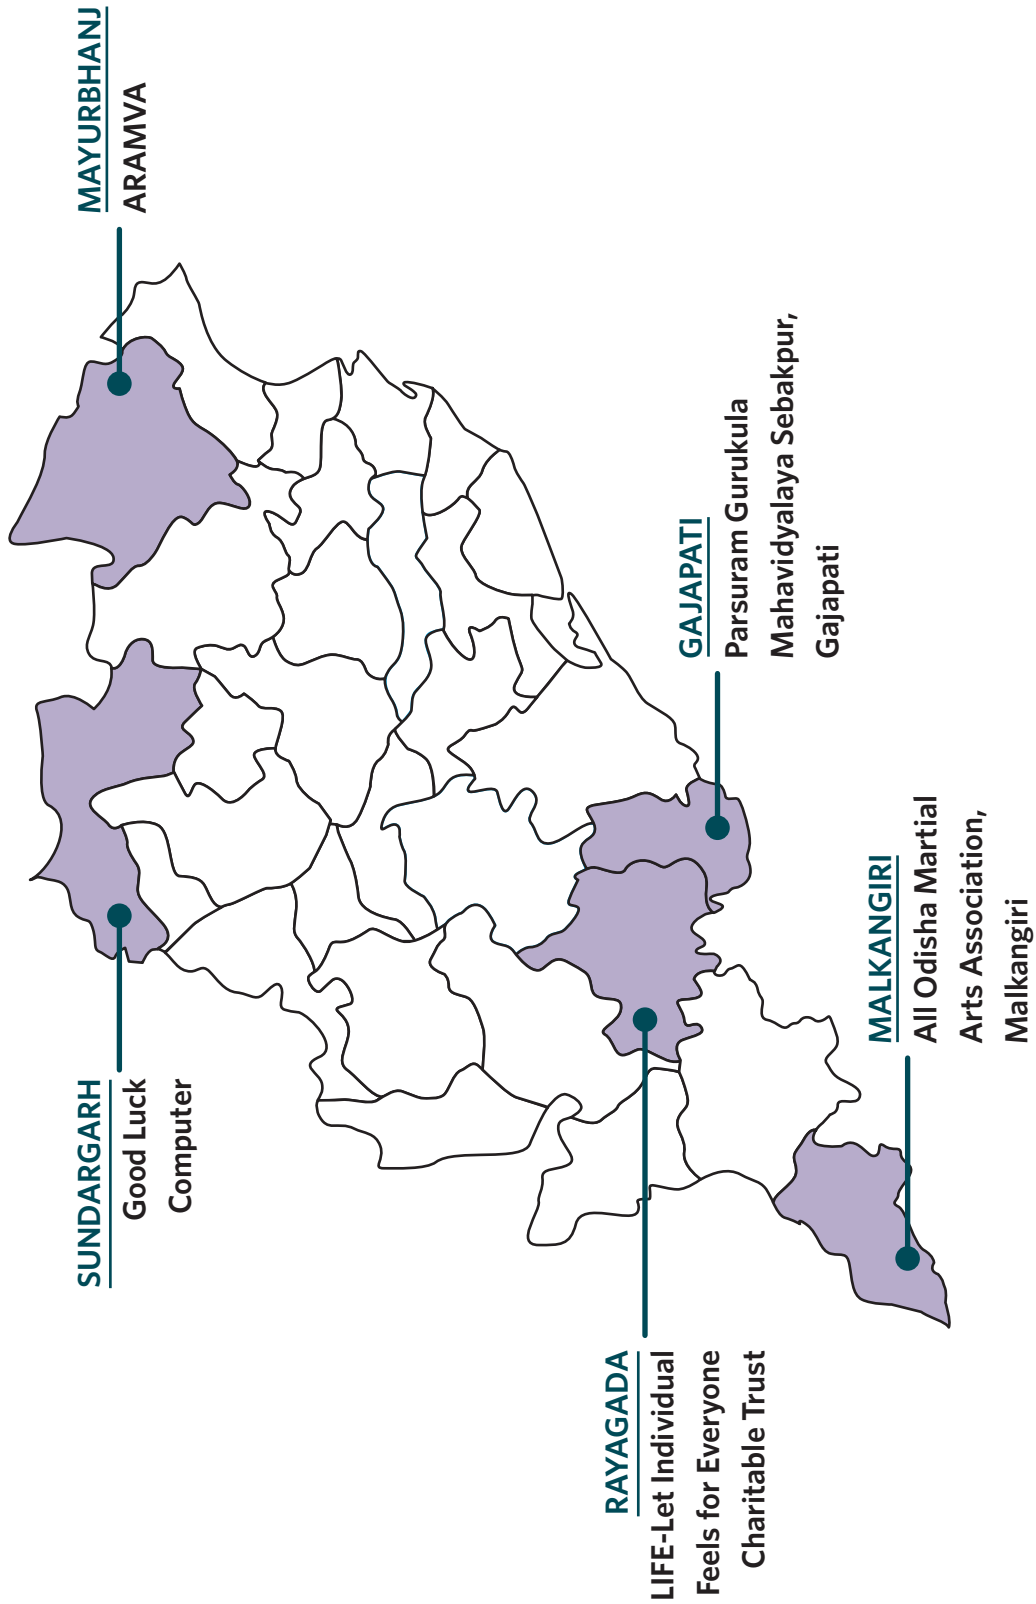 SUNDARGARH
Good Luck
Computer
MAYURBHANJ
ARAMVA
RAYAGADA
LIFE-Let Individual
Feels for Everyone
Charitable Trust
GAJAPATI
Parsuram Gurukula
Mahavidyalaya Sebakpur,
Gajapati
MALKANGIRI
All Odisha Martial
Arts Association,
Malkangiri